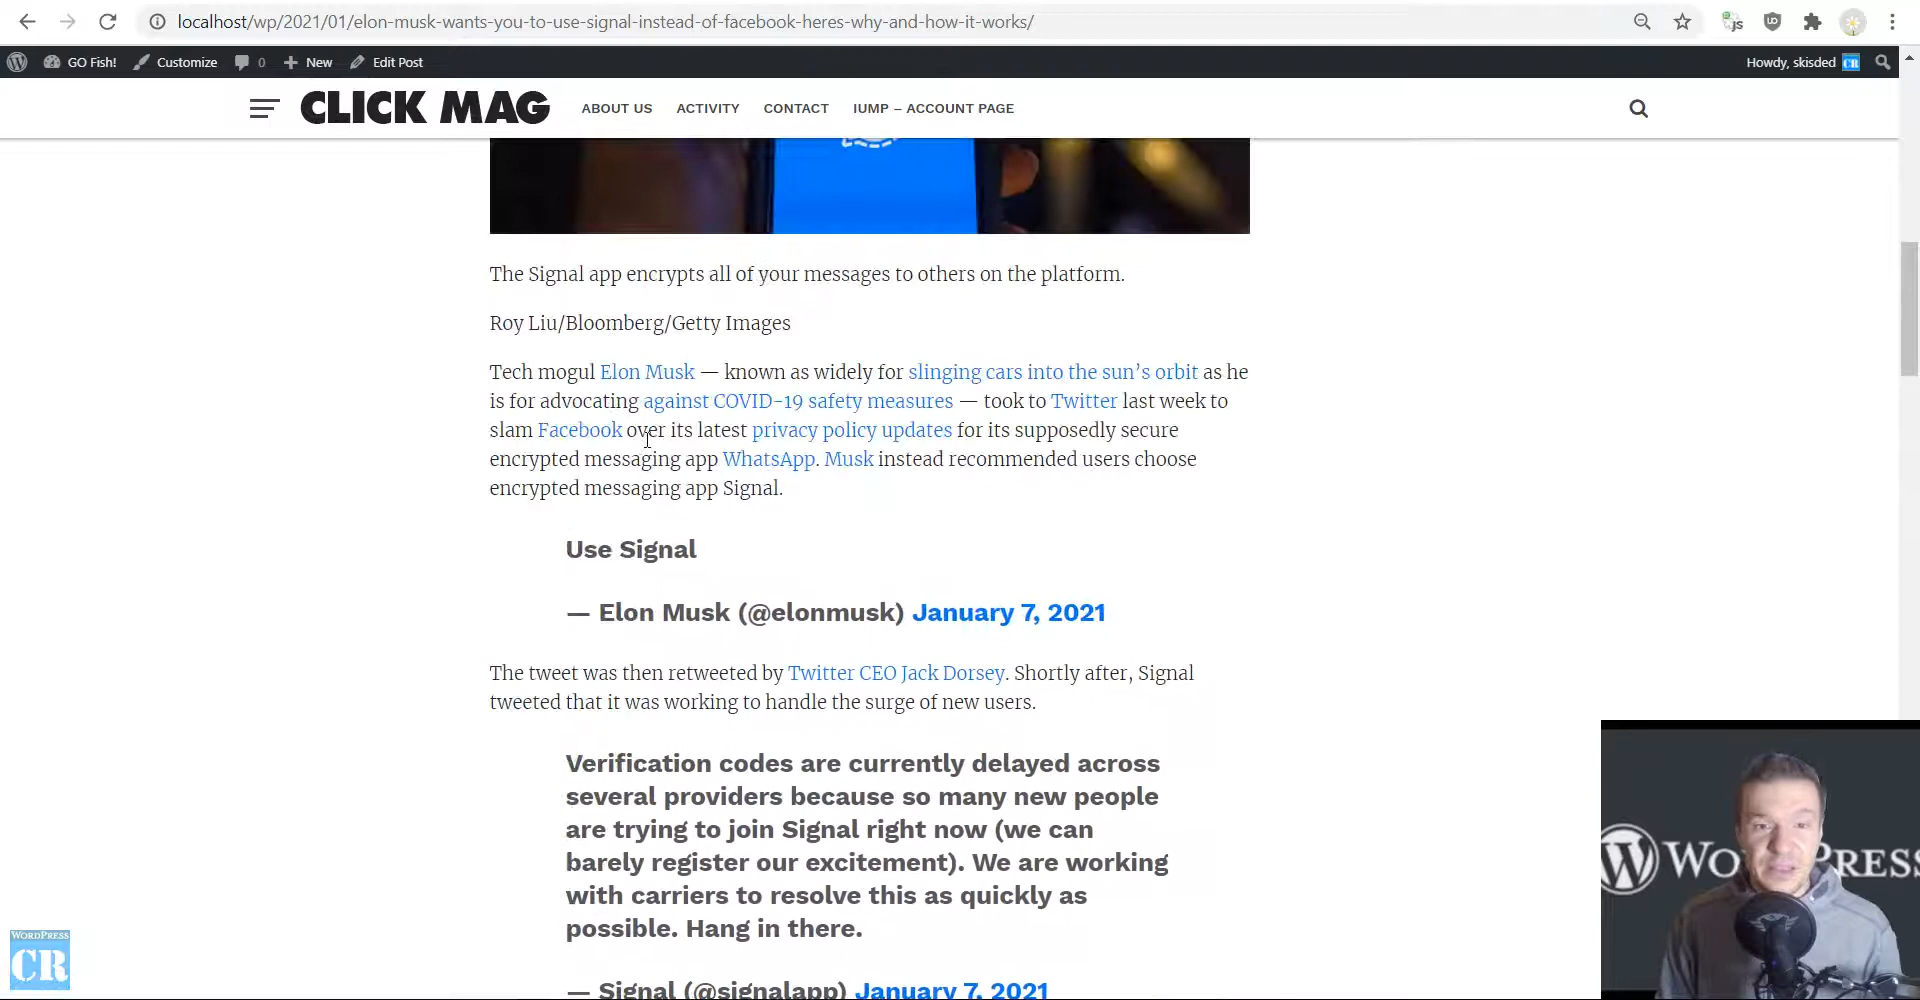 localhost/wp/2021/01/elon-musk-wants-you-to-use-signal-instead-of-facebook-heres-why-and-how-it-works/
GO Fish! Customize 0 New Edit Post Howdy, skisded CR
CLICK MAG ABOUT US ACTIVITY CONTACT IUMP – ACCOUNT PAGE
The Signal app encrypts all of your messages to others on the platform.
Roy Liu/Bloomberg/Getty Images
Tech mogul Elon Musk — known as widely for slinging cars into the sun’s orbit as he
is for advocating against COVID-19 safety measures — took to Twitter last week to
slam Facebook over its latest privacy policy updates for its supposedly secure
encrypted messaging app WhatsApp. Musk instead recommended users choose
encrypted messaging app Signal.
Use Signal
— Elon Musk (@elonmusk) January 7, 2021
The tweet was then retweeted by Twitter CEO Jack Dorsey. Shortly after, Signal
tweeted that it was working to handle the surge of new users.
Verification codes are currently delayed across
several providers because so many new people
are trying to join Signal right now (we can
barely register our excitement). We are working
with carriers to resolve this as quickly as
possible. Hang in there.
— Signal (@signalapp) January 7, 2021
WORDPRESS
CR